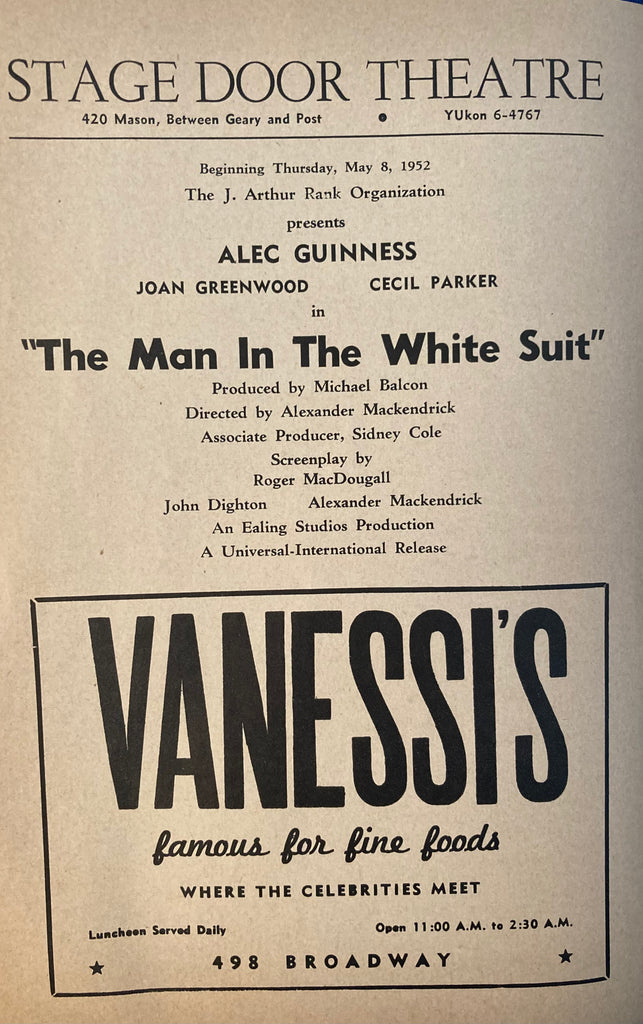 STAGE DOOR THEATRE
420 Mason, Between Geary and Post • YUkon 6-4767
Beginning Thursday, May 8, 1952
The J. Arthur Rank Organization
presents
ALEC GUINNESS
JOAN GREENWOOD CECIL PARKER
in
"The Man In The White Suit"
Produced by Michael Balcon
Directed by Alexander Mackendrick
Associate Producer, Sidney Cole
Screenplay by
Roger MacDougall
John Dighton Alexander Mackendrick
An Ealing Studios Production
A Universal-International Release
VANESSI'S
famous for fine foods
WHERE THE CELEBRITIES MEET
Luncheon Served Daily Open 11:00 A.M. to 2:30 A.M.
★ 498 BROADWAY ★